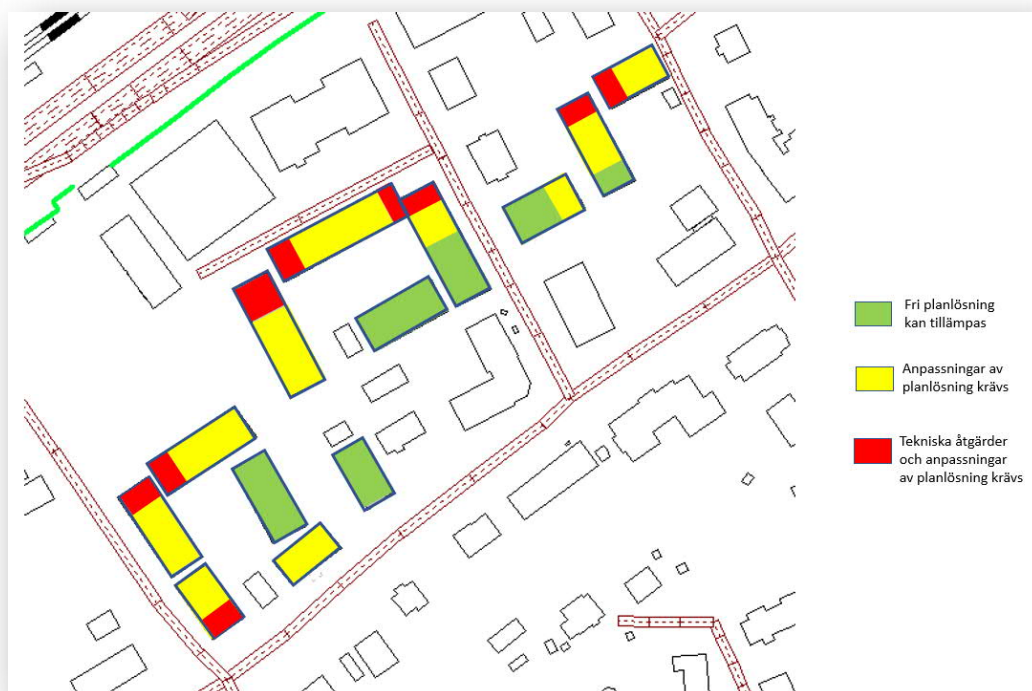 Fri planlösning
kan tillämpas
Anpassningar av
planlösning krävs
Tekniska åtgärder
och anpassningar
av planlösning krävs